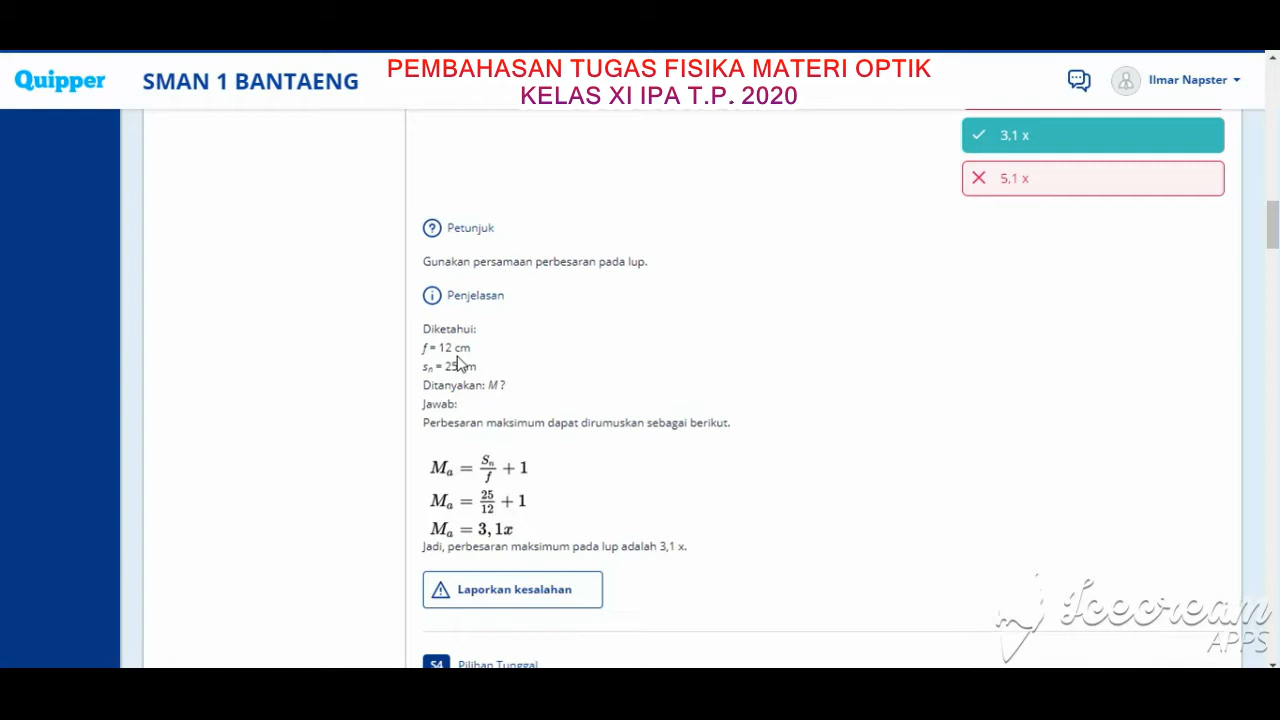 PEMBAHASAN TUGAS FISIKA MATERI OPTIK
KELAS XI IPA T.P. 2020
Quipper
SMAN 1 BANTAENG
Ilmar Napster
3,1 x
5,1 x
Petunjuk
Gunakan persamaan perbesaran pada lup.
Penjelasan
Diketahui:
f = 12 cm
sₙ = 25 cm
Ditanyakan: M ?
Jawab:
Perbesaran maksimum dapat dirumuskan sebagai berikut.
Mₐ = Sₙ/f + 1
Mₐ = 25/12 + 1
Mₐ = 3,1x
Jadi, perbesaran maksimum pada lup adalah 3,1 x.
Laporkan kesalahan
S4 Pilihan Tunggal
Icecream
APPS